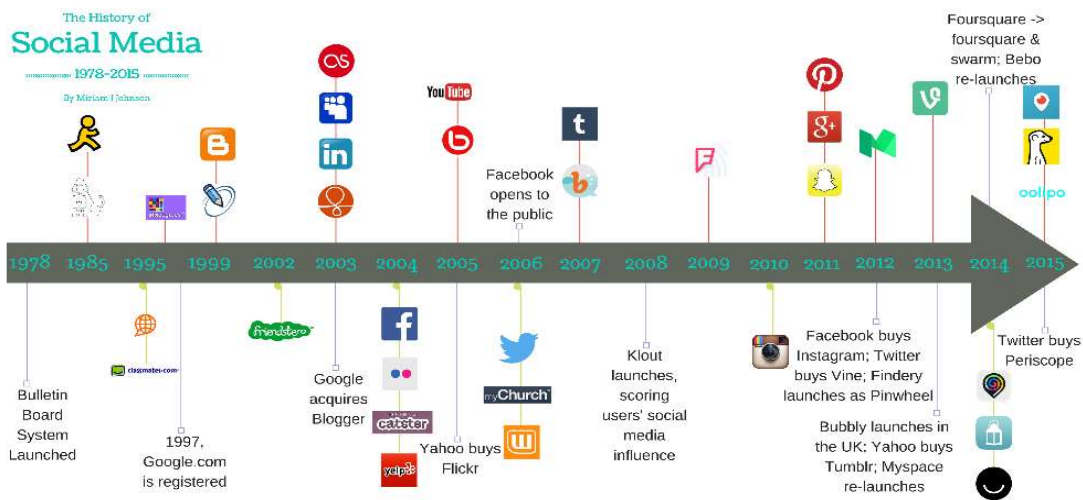 The History of
Social Media
1978-2015
By Miriam J Johnson
Foursquare ->
foursquare &
swarm; Bebo
re-launches
You Tube
in
t
g+
b
Facebook
opens to
the public
oolipo
1978 1985 1995 1999 2002 2003 2004 2005 2006 2007 2008 2009 2010 2011 2012 2013 2014 2015
friendster
classmates.com
f
catster
yelp
myChurch
Bulletin
Board
System
Launched
1997,
Google.com
is registered
Google
acquires
Blogger
Yahoo buys
Flickr
Klout
launches,
scoring
users' social
media
influence
Facebook buys
Instagram; Twitter
buys Vine; Findery
launches as Pinwheel
Bubbly launches in
the UK; Yahoo buys
Tumblr; Myspace
re-launches
Twitter buys
Periscope